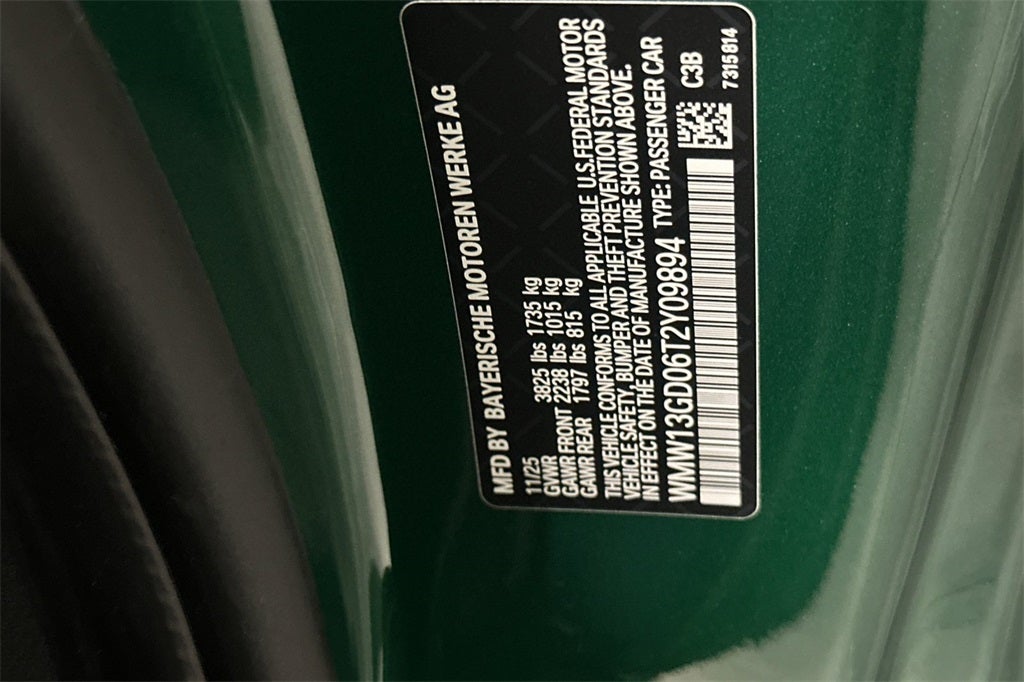 MFD BY BAYERISCHE MOTOREN WERKE AG
11/25
GVWR 3825 lbs 1735 kg
GAWR FRONT 2238 lbs 1015 kg
GAWR REAR 1797 lbs 815 kg
THIS VEHICLE CONFORMS TO ALL APPLICABLE U.S.FEDERAL MOTOR
VEHICLE SAFETY, BUMPER AND THEFT PREVENTION STANDARDS
IN EFFECT ON THE DATE OF MANUFACTURE SHOWN ABOVE.
WMW13GD06T2Y09894 TYPE: PASSENGER CAR
C3B
7315814